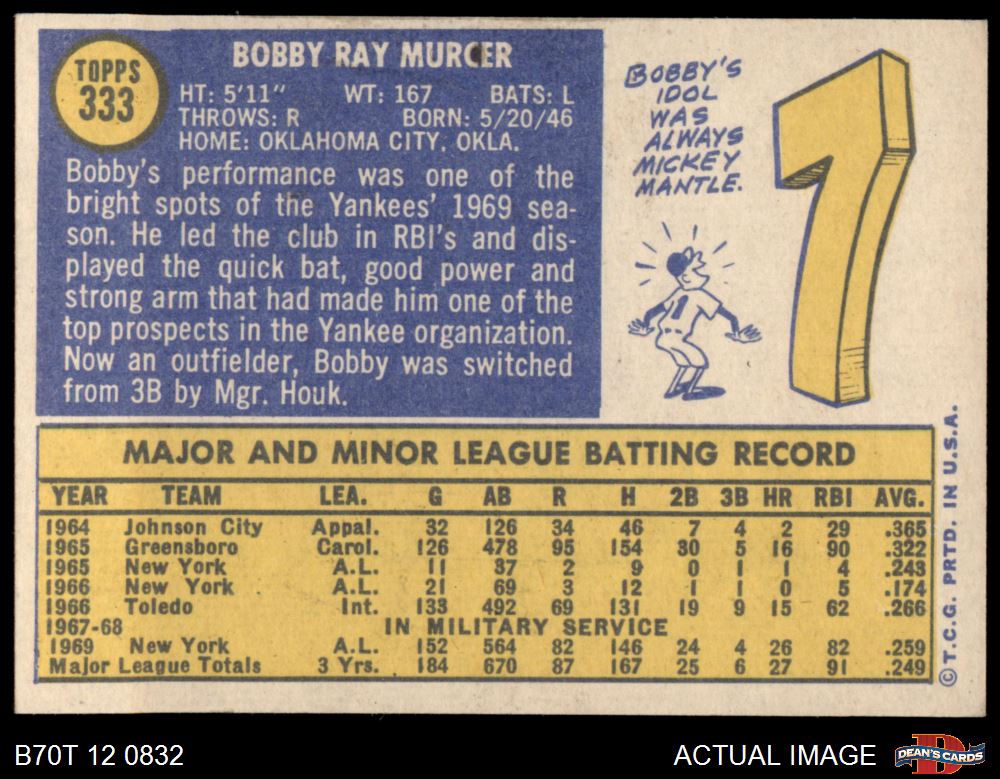 TOPPS
333
BOBBY RAY MURCER
HT: 5'11" WT: 167 BATS: L
THROWS: R BORN: 5/20/46
HOME: OKLAHOMA CITY, OKLA.
Bobby's performance was one of the
bright spots of the Yankees' 1969 sea-
son. He led the club in RBI's and dis-
played the quick bat, good power and
strong arm that had made him one of the
top prospects in the Yankee organization.
Now an outfielder, Bobby was switched
from 3B by Mgr. Houk.
BOBBY'S
IDOL
WAS
ALWAYS
MICKEY
MANTLE.
7
1
MAJOR AND MINOR LEAGUE BATTING RECORD
YEAR TEAM LEA. G AB R H 2B 3B HR RBI AVG.
1964 Johnson City Appal. 32 126 34 46 7 4 2 29 .365
1965 Greensboro Carol. 126 478 95 154 30 5 16 90 .322
1965 New York A.L. 11 37 2 9 0 1 1 4 .243
1966 New York A.L. 21 69 3 12 1 1 0 5 .174
1966 Toledo Int. 133 492 69 131 19 9 15 62 .266
1967-68 IN MILITARY SERVICE
1969 New York A.L. 152 564 82 146 24 4 26 82 .259
Major League Totals 3 Yrs. 184 670 87 167 25 6 27 91 .249
©T.C.G. PRTD. IN U.S.A.
B70T 12 0832
ACTUAL IMAGE
DEAN'S CARDS